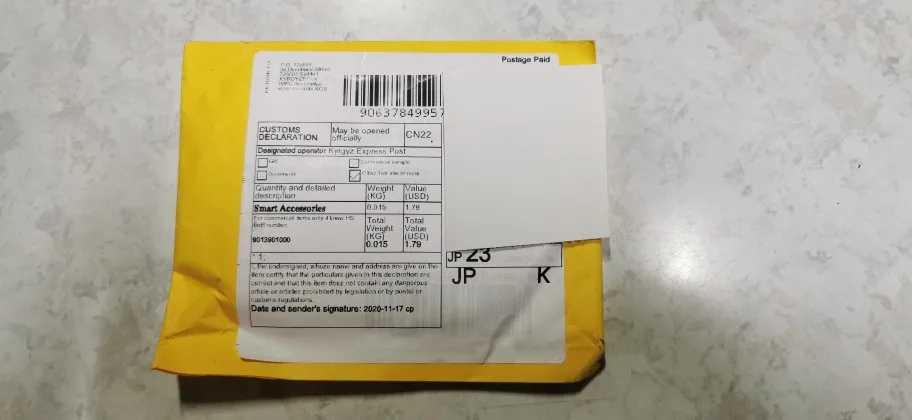 Postage Paid
P.O.
90637849957
CUSTOMS DECLARATION
May be opened officially
CN22
Designated operator Kyrgyz Express Post
Gift
Commercial sample
Documents
Other Tick one or more
Quantity and detailed description
Weight (KG)
Value (USD)
Smart Accessories
0.015
1.79
For commercial items only if know HS tariff number
Total Weight (KG)
Total Value (USD)
9013901000
0.015
1.79
* 1;
I, the undersigned, whose name and address are give on the
item certify that the particulars given in this declaration are
correct and that this item does not contain any dangerous
article or articles prohibited by legislation or by postal or
customs regulations.
Date and sender's signature: 2020-11-17 cp
JP 23
JP K